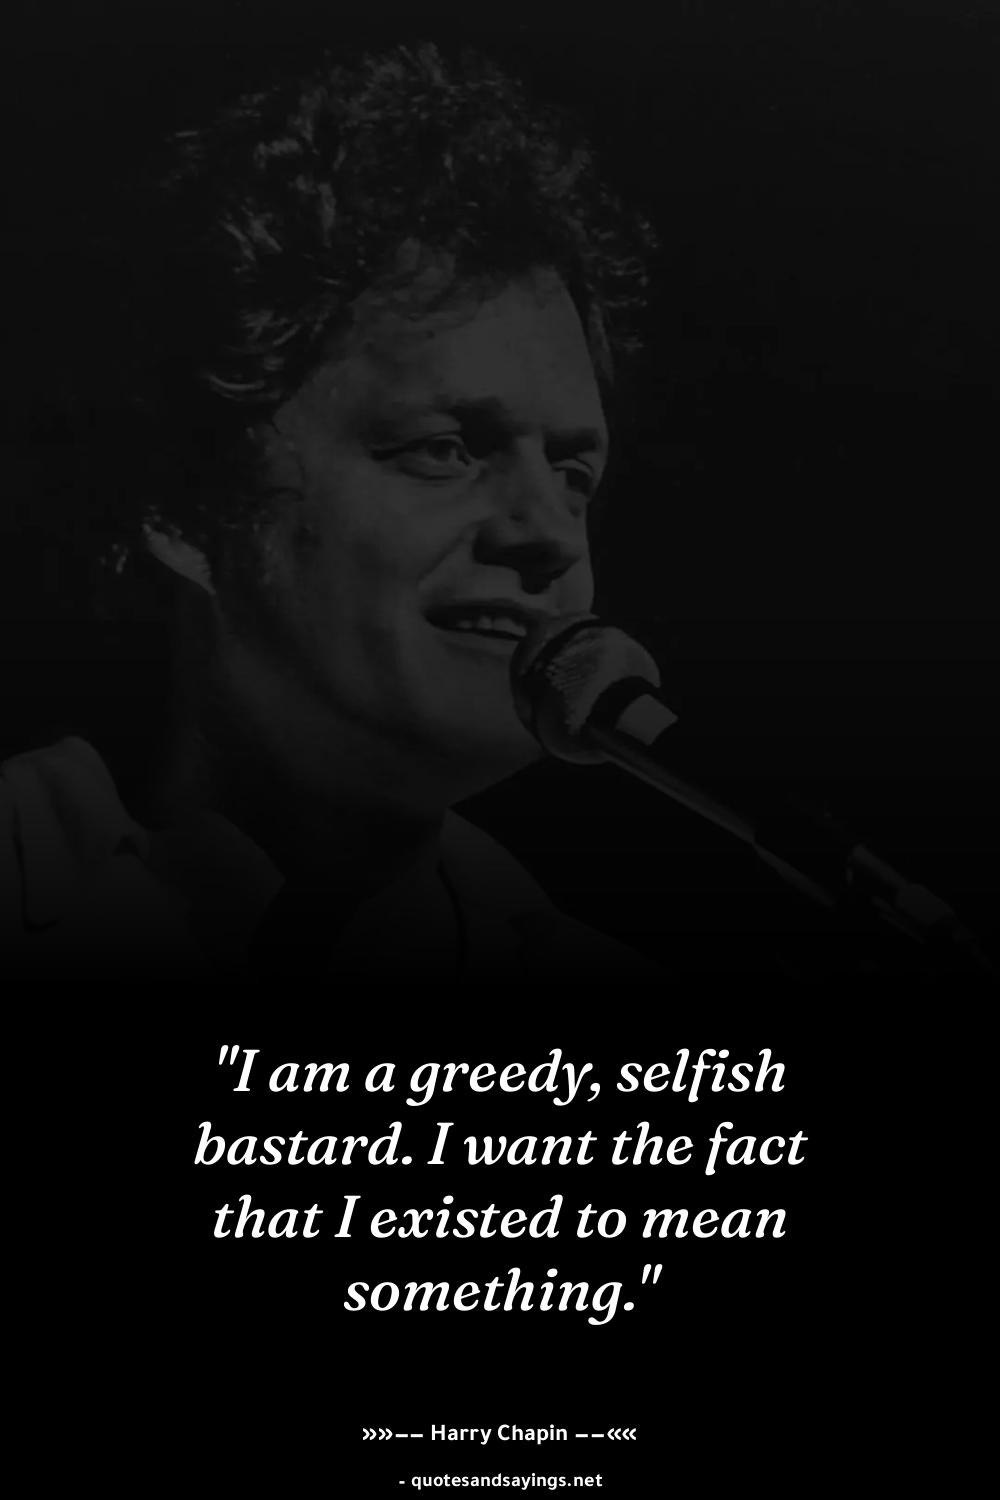 "I am a greedy, selfish
bastard. I want the fact
that I existed to mean
something."
»»–– Harry Chapin ––««
- quotesandsayings.net